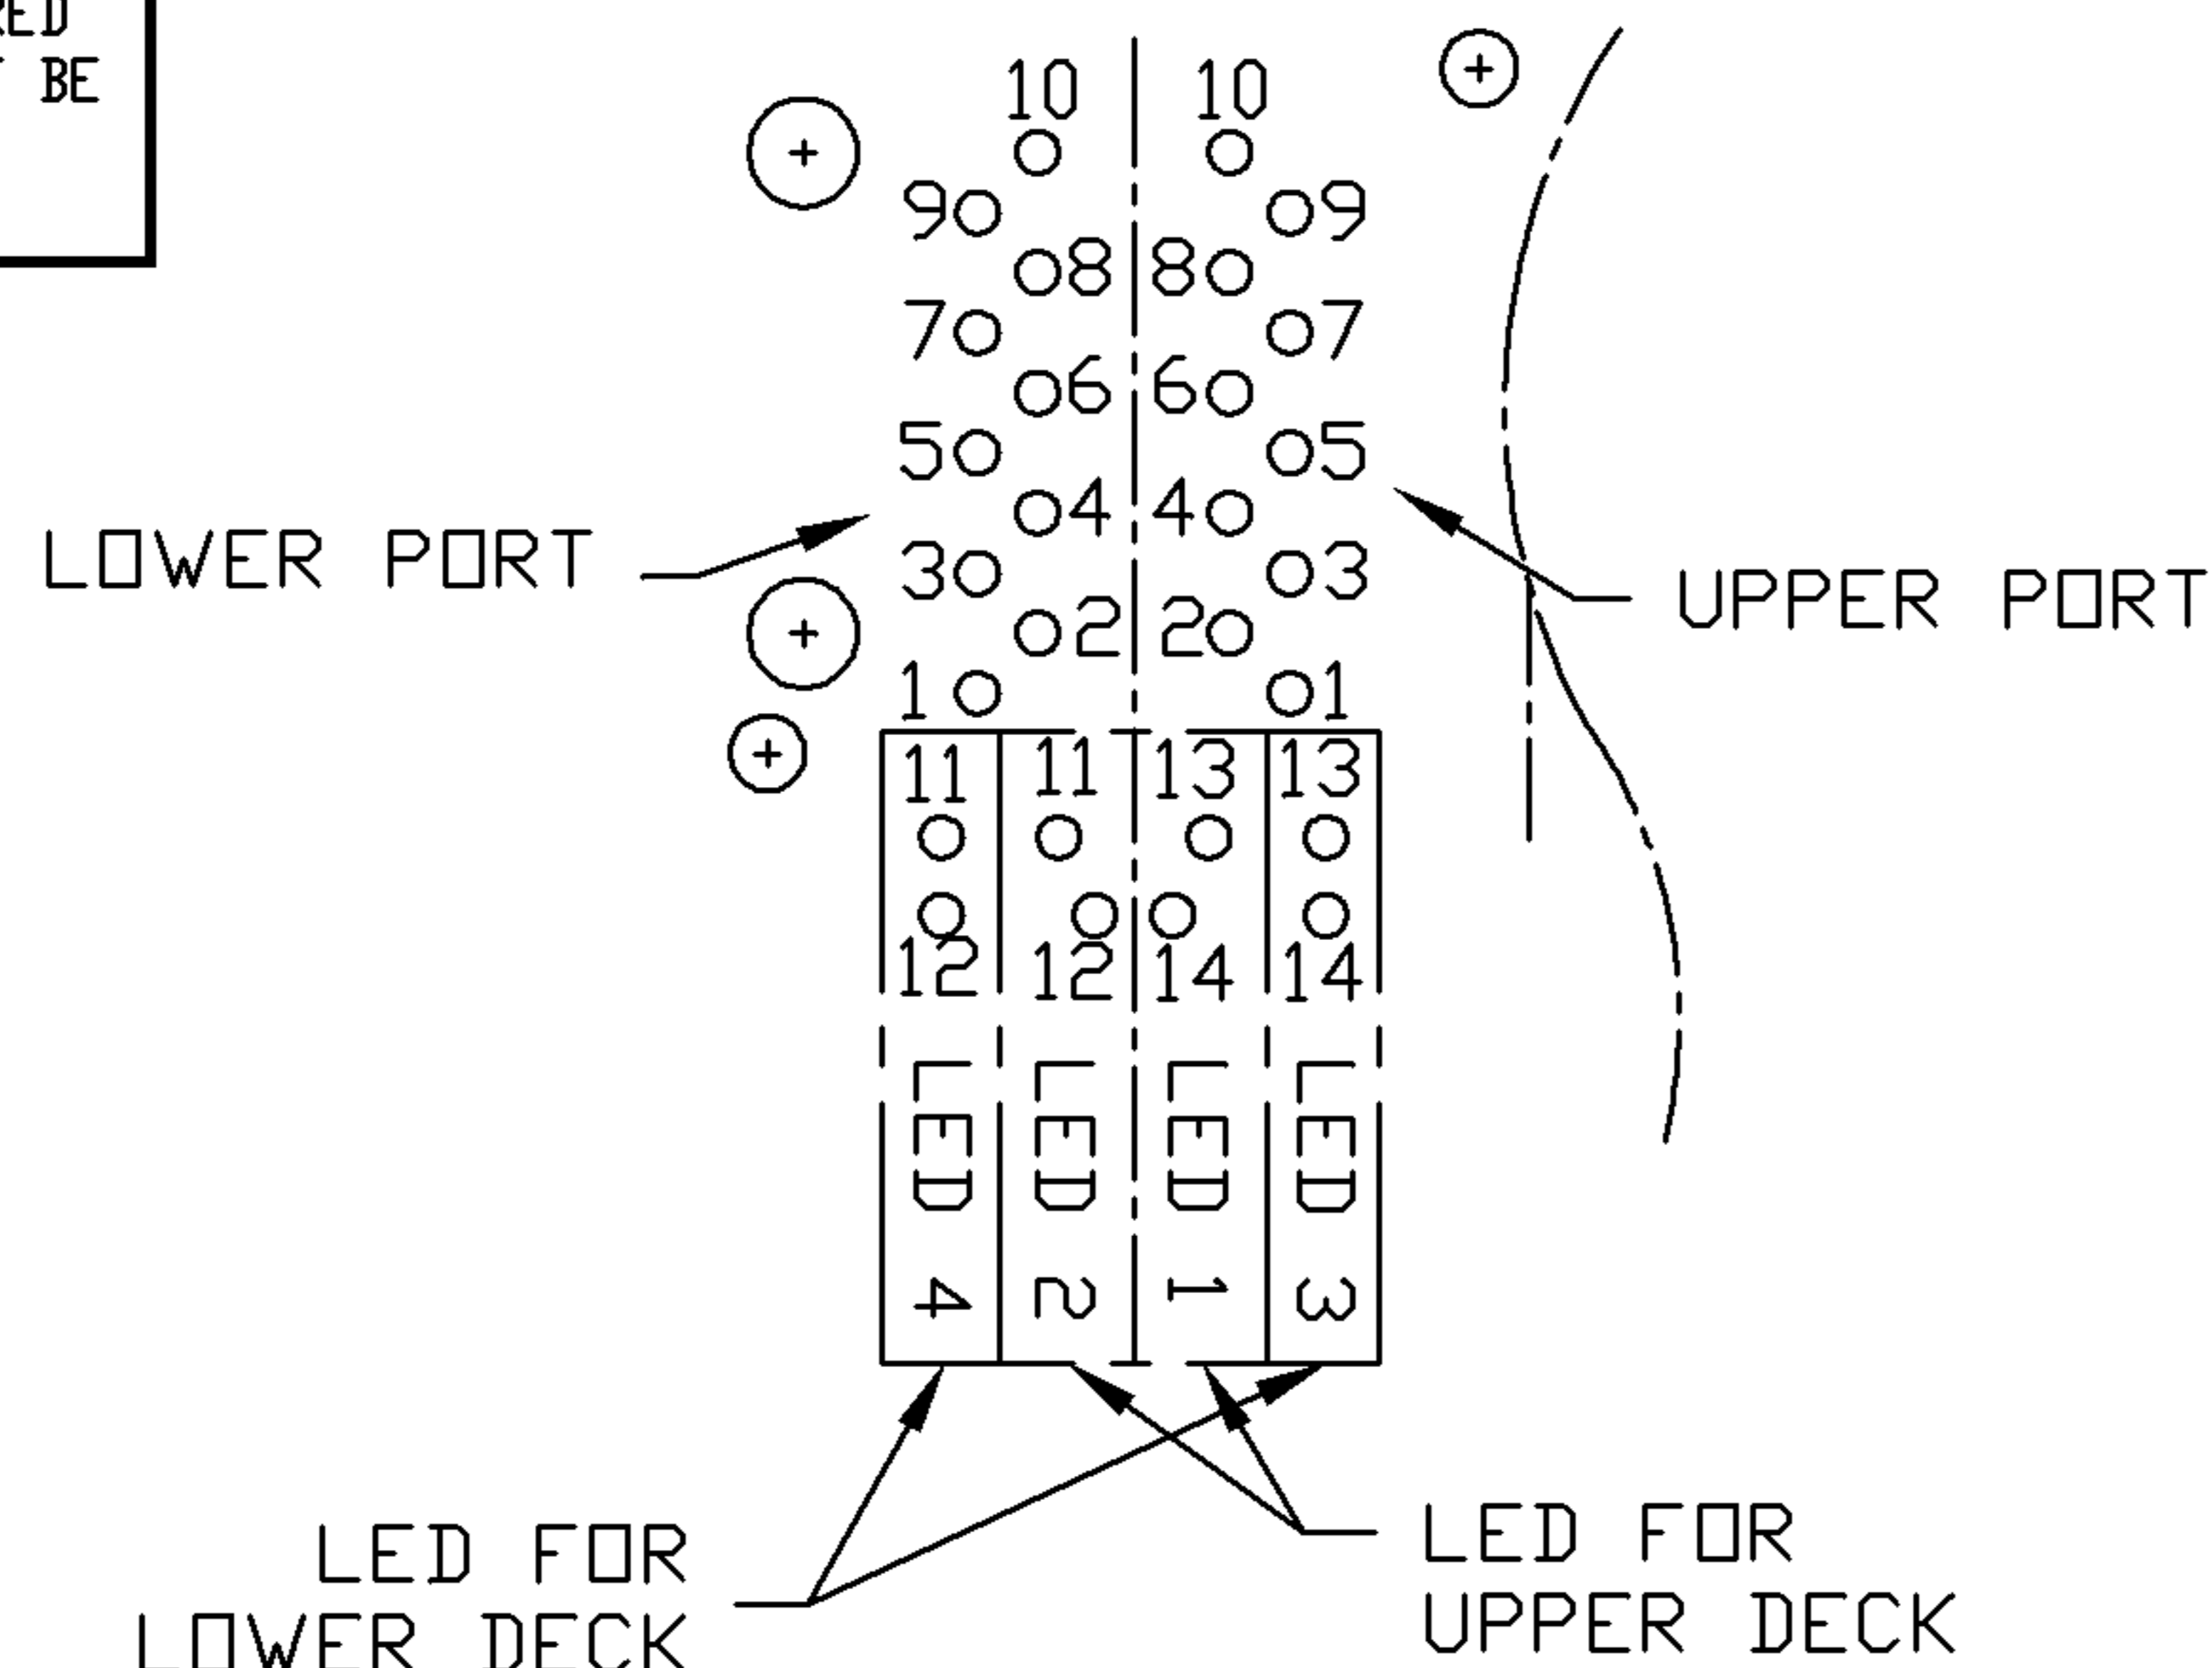 BE
10 10
9 9
8 8
7 7
6 6
5 5
4 4
LOWER PORT
3 3
UPPER PORT
2 2
1 1
11 11 13 13
12 12 14 14
LED 4
LED 2
LED 1
LED 3
LED FOR
LOWER DECK
LED FOR
UPPER DECK